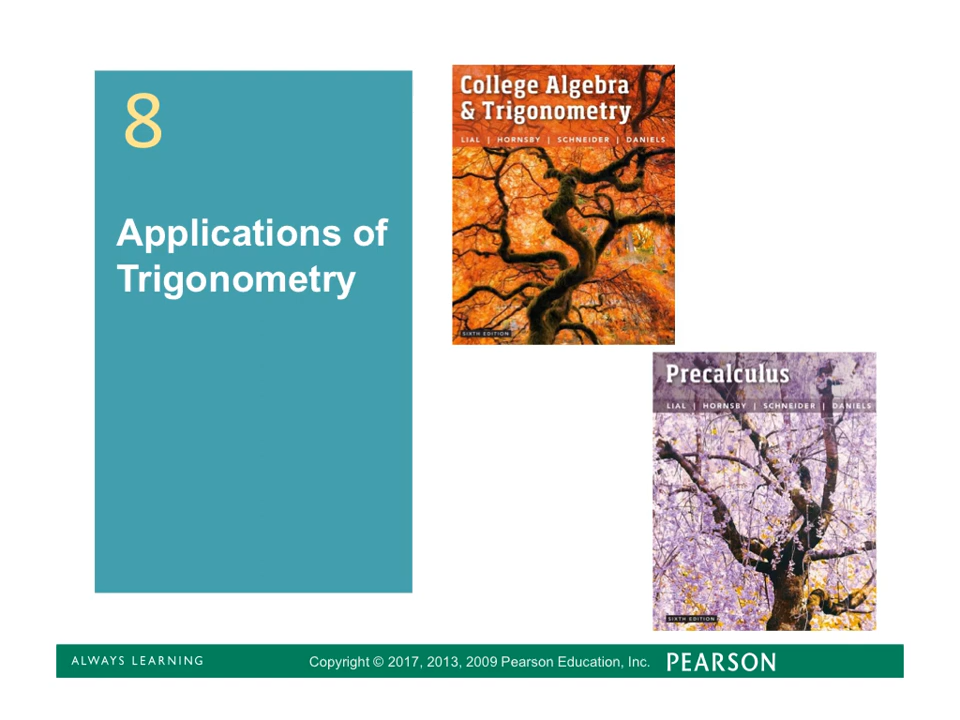 8
Applications of
Trigonometry
College Algebra
& Trigonometry
LIAL | HORNSBY | SCHNEIDER | DANIELS
SIXTH EDITION
Precalculus
LIAL | HORNSBY | SCHNEIDER | DANIELS
SIXTH EDITION
ALWAYS LEARNING
Copyright © 2017, 2013, 2009 Pearson Education, Inc.
PEARSON